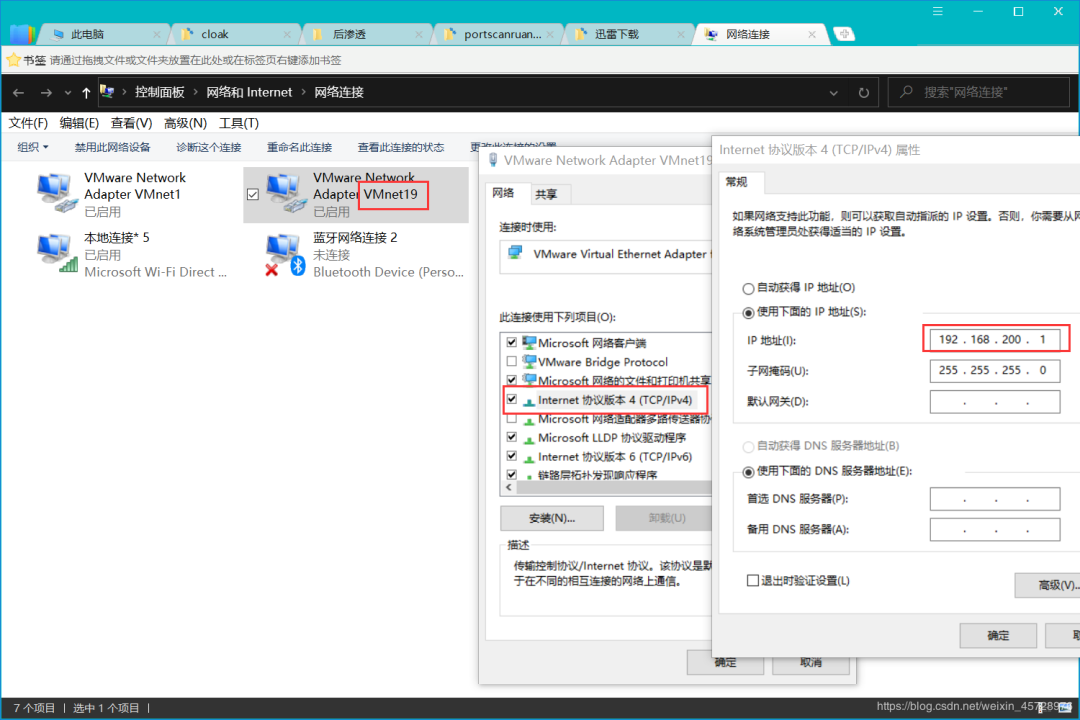 此电脑
cloak
后渗透
portscanruan...
迅雷下载
网络连接
书签 请通过拖拽文件或文件夹放置在此处或在标签页右键添加书签
控制面板 › 网络和 Internet › 网络连接
搜索"网络连接"
文件(F) 编辑(E) 查看(V) 高级(N) 工具(T)
组织 禁用此网络设备 诊断这个连接 重命名此连接 查看此连接的状态 更改此连接的设置
VMware Network
Adapter VMnet1
已启用
VMware Network
Adapter VMnet19
已启用
本地连接* 5
已启用
Microsoft Wi-Fi Direct ...
蓝牙网络连接 2
未连接
Bluetooth Device (Perso...
VMware Network Adapter VMnet19
网络 共享
连接时使用:
VMware Virtual Ethernet Adapter
此连接使用下列项目(O):
Microsoft 网络客户端
VMware Bridge Protocol
Microsoft 网络的文件和打印机共享
Internet 协议版本 4 (TCP/IPv4)
Microsoft 网络适配器多路传送器协
Microsoft LLDP 协议驱动程序
Internet 协议版本 6 (TCP/IPv6)
链路层拓扑发现响应程序
安装(N)... 卸载(U)
描述
传输控制协议/Internet 协议。该协议是默
于在不同的相互连接的网络上通信。
确定 取消
Internet 协议版本 4 (TCP/IPv4) 属性
常规
如果网络支持此功能，则可以获取自动指派的 IP 设置。否则，你需要从网
络系统管理员处获得适当的 IP 设置。
自动获得 IP 地址(O)
使用下面的 IP 地址(S):
IP 地址(I): 192 . 168 . 200 . 1
子网掩码(U): 255 . 255 . 255 . 0
默认网关(D): . . .
自动获得 DNS 服务器地址(B)
使用下面的 DNS 服务器地址(E):
首选 DNS 服务器(P): . . .
备用 DNS 服务器(A): . . .
退出时验证设置(L)
高级(V)...
确定 取
7 个项目 | 选中 1 个项目 |